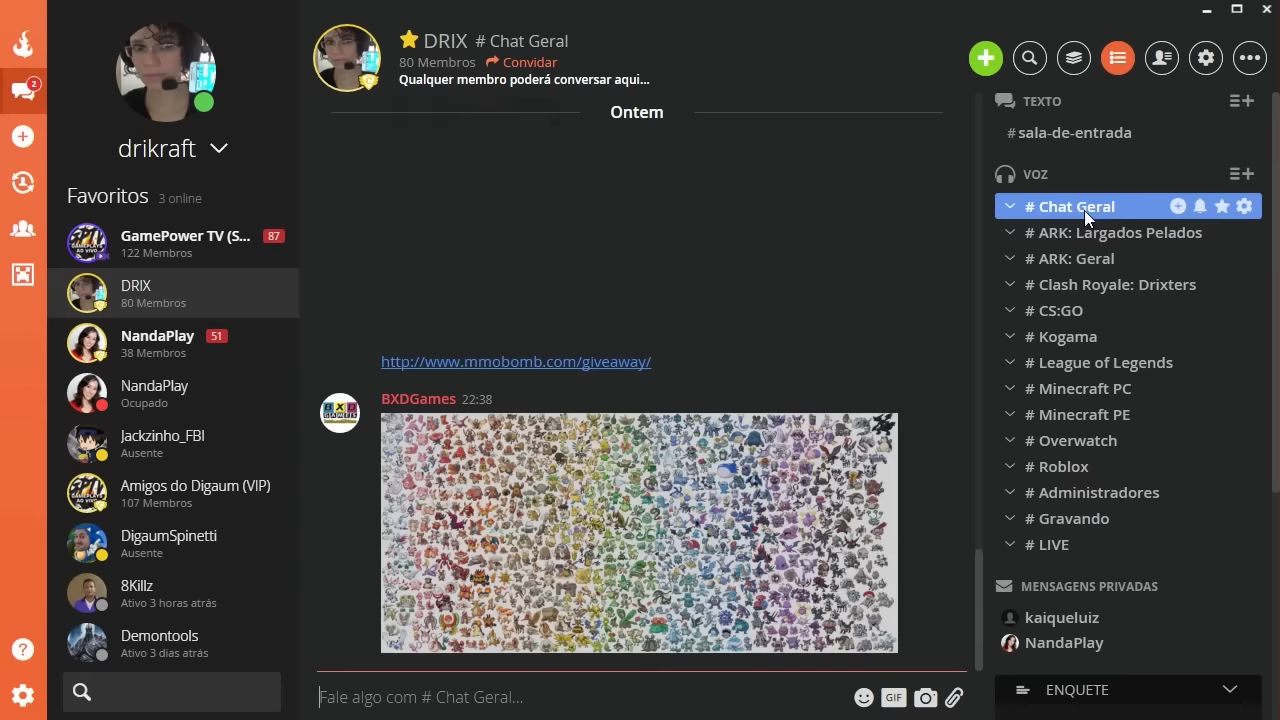 2
drikraft
Favoritos 3 online
GamePower TV (S... 87
122 Membros
DRIX
80 Membros
NandaPlay 51
38 Membros
NandaPlay
Ocupado
Jackzinho_FBI
Ausente
Amigos do Digaum (VIP)
107 Membros
DigaumSpinetti
Ausente
8Killz
Ativo 3 horas atrás
Demontools
Ativo 3 dias atrás
DRIX # Chat Geral
80 Membros Convidar
Qualquer membro poderá conversar aqui...
Ontem
http://www.mmobomb.com/giveaway/
BXDGames 22:38
Fale algo com # Chat Geral...
GIF
TEXTO
#sala-de-entrada
VOZ
# Chat Geral
# ARK: Largados Pelados
# ARK: Geral
# Clash Royale: Drixters
# CS:GO
# Kogama
# League of Legends
# Minecraft PC
# Minecraft PE
# Overwatch
# Roblox
# Administradores
# Gravando
# LIVE
MENSAGENS PRIVADAS
kaiqueluiz
NandaPlay
ENQUETE